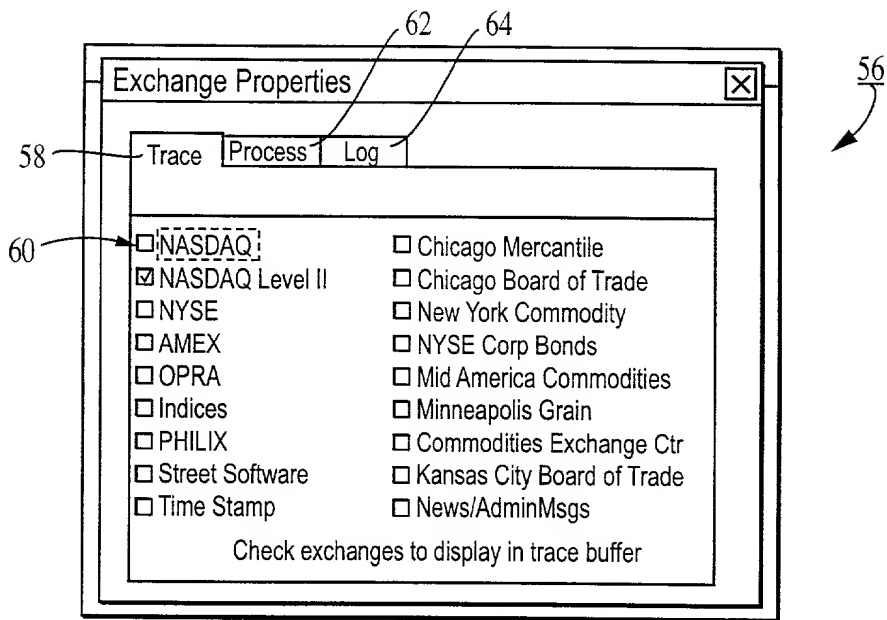 62
64
56
Exchange Properties
58
Trace
Process
Log
60
NASDAQ
NASDAQ Level II
NYSE
AMEX
OPRA
Indices
PHILIX
Street Software
Time Stamp
Chicago Mercantile
Chicago Board of Trade
New York Commodity
NYSE Corp Bonds
Mid America Commodities
Minneapolis Grain
Commodities Exchange Ctr
Kansas City Board of Trade
News/AdminMsgs
Check exchanges to display in trace buffer